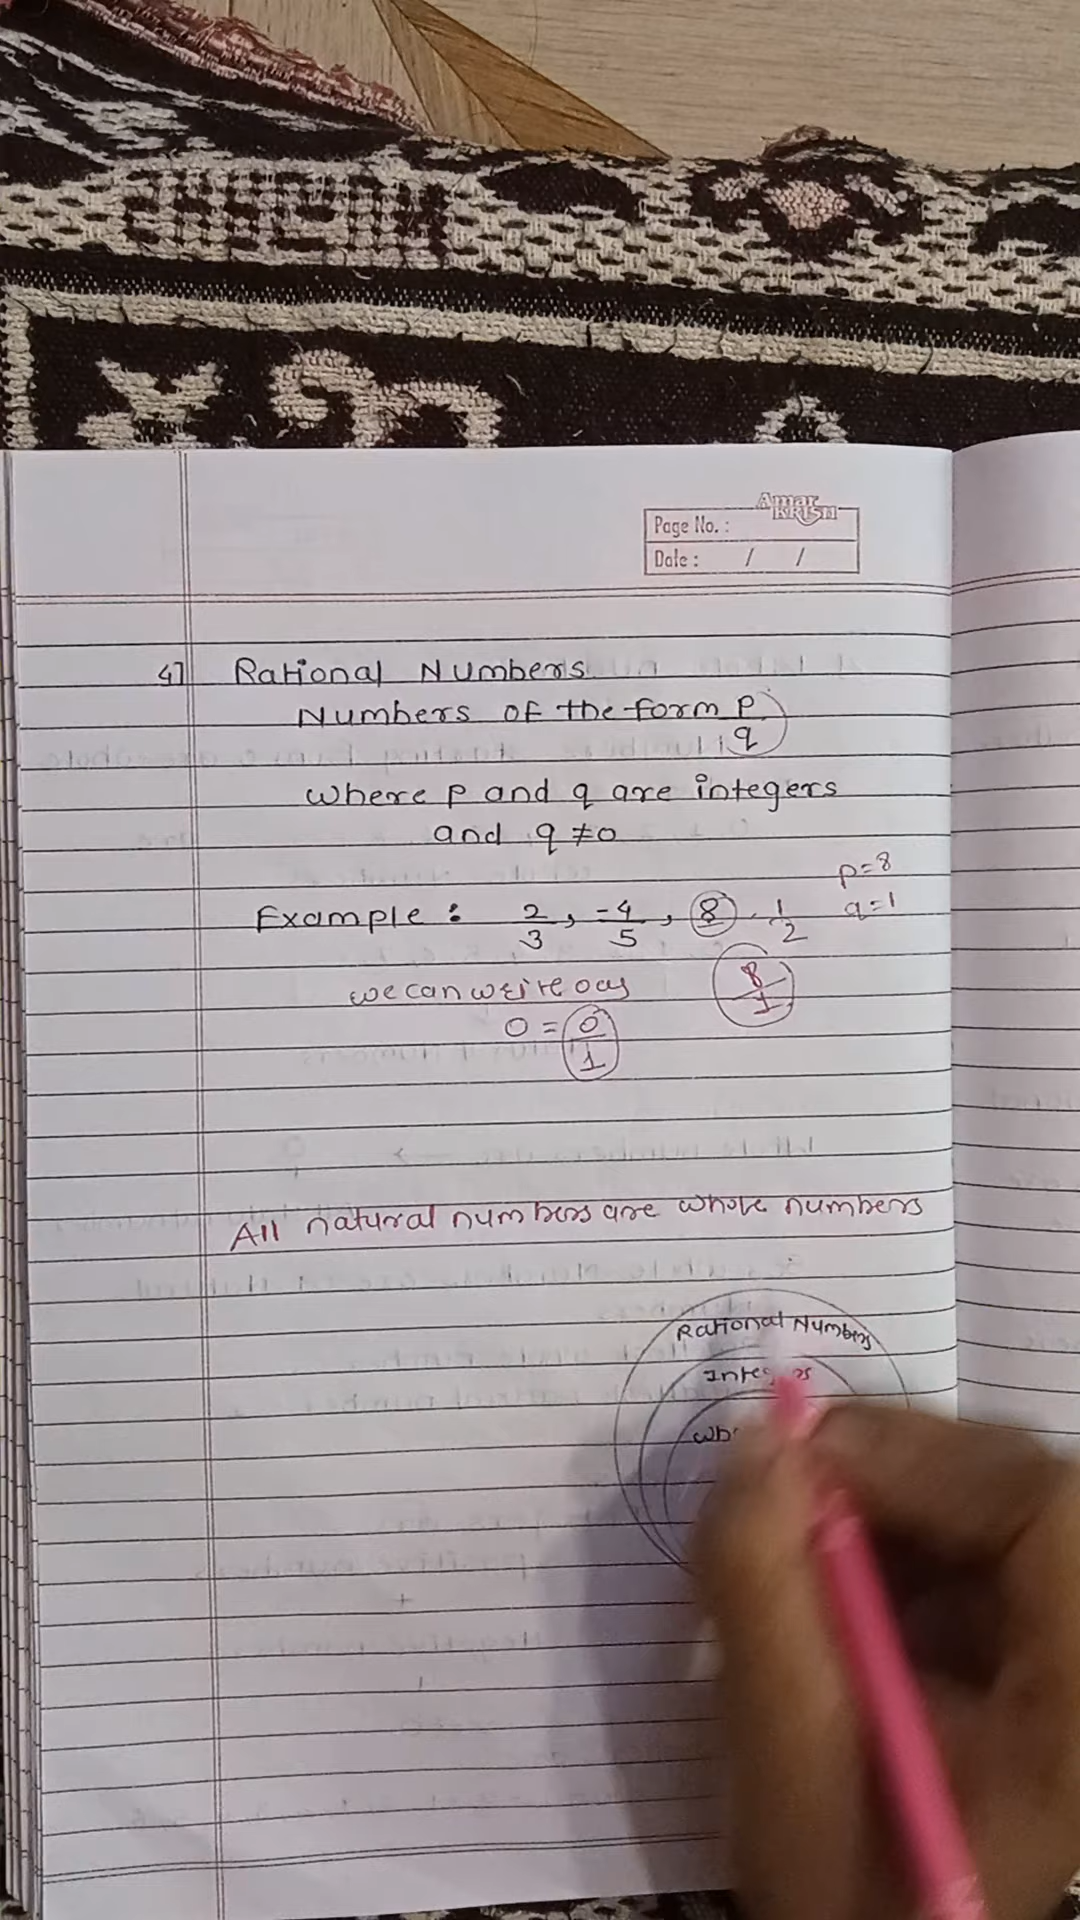 Amar
KRISH
Page No. :
Date : / /
4] Rational Numbers
Numbers of the form p/q
where p and q are integers
and q ≠ 0
p=8
Example : 2/3, -4/5, 8, 1/2 q=1
we can write as 8/1
0 = 0/1
All natural numbers are whole numbers
Rational Numbers